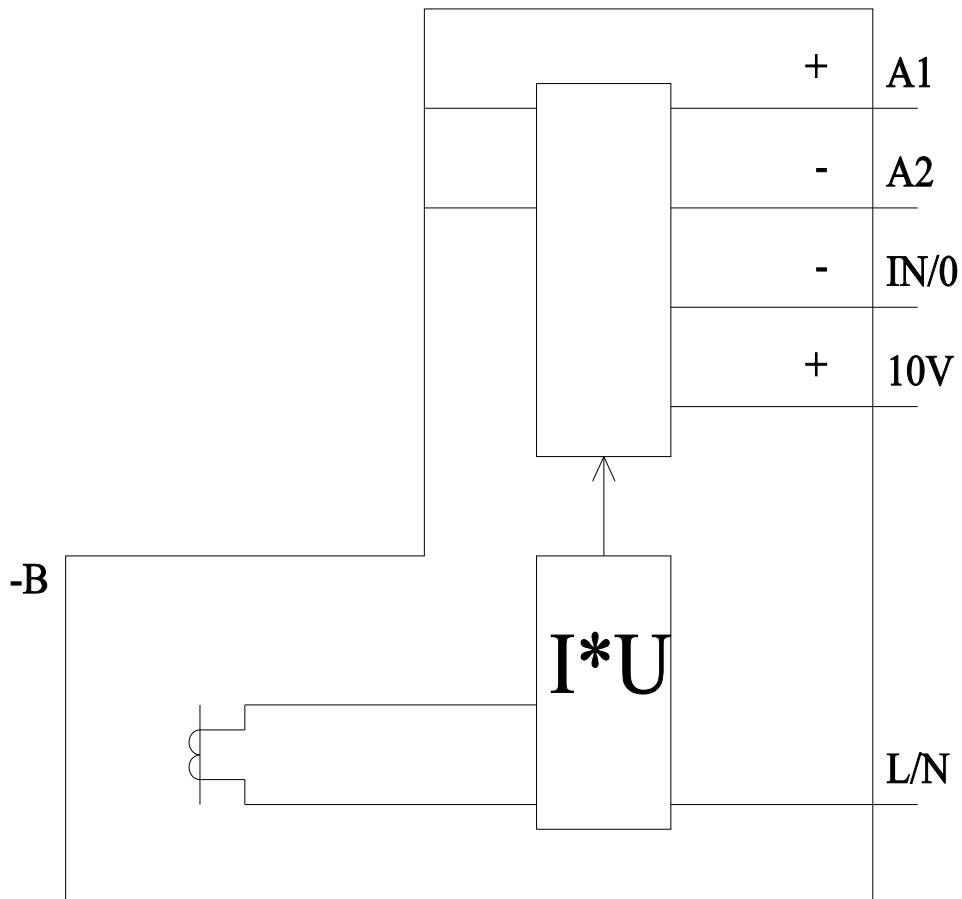 + A1
- A2
- IN/0
+ 10V
-B
I*U
L/N